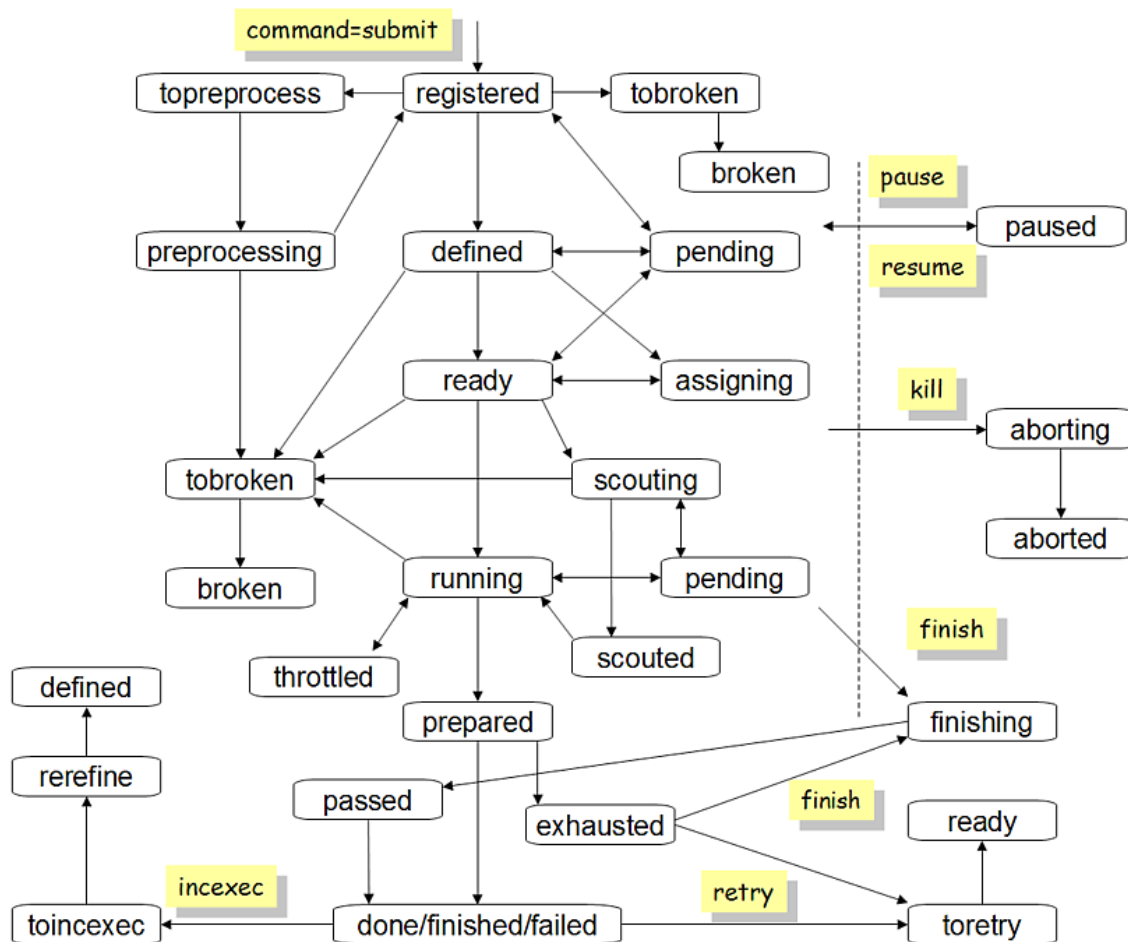 command=submit
topreprocess
registered
tobroken
broken
pause
paused
preprocessing
defined
pending
resume
ready
assigning
kill
aborting
tobroken
scouting
aborted
broken
running
pending
finish
throttled
scouted
defined
prepared
finishing
rerefine
passed
exhausted
finish
ready
incexec
retry
toincexec
done/finished/failed
toretry